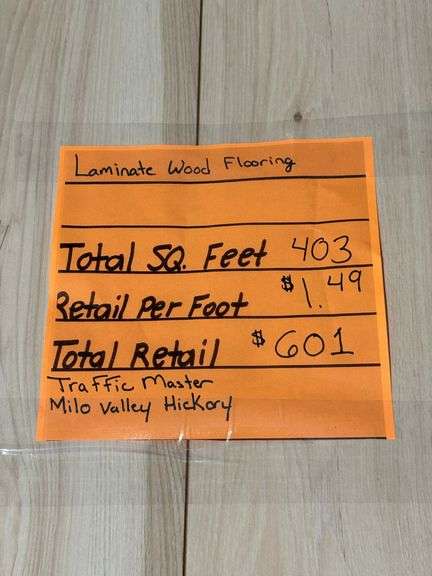 Laminate Wood Flooring
Total SQ. Feet 403
Retail Per Foot $1.49
Total Retail $601
Traffic Master
Milo Valley Hickory